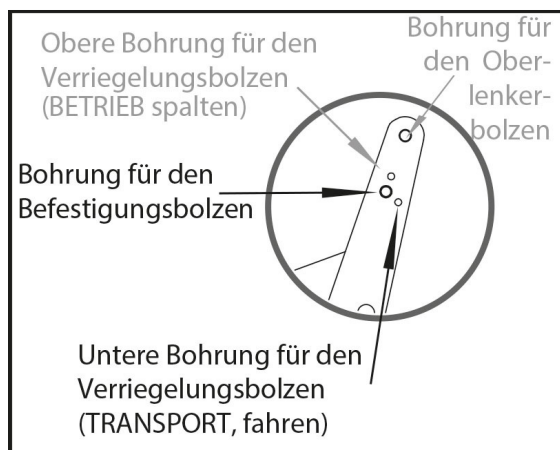 Obere Bohrung für den
Verriegelungsbolzen
(BETRIEB spalten)
Bohrung für
den Ober-
lenker-
bolzen
Bohrung für den
Befestigungsbolzen
Untere Bohrung für den
Verriegelungsbolzen
(TRANSPORT, fahren)